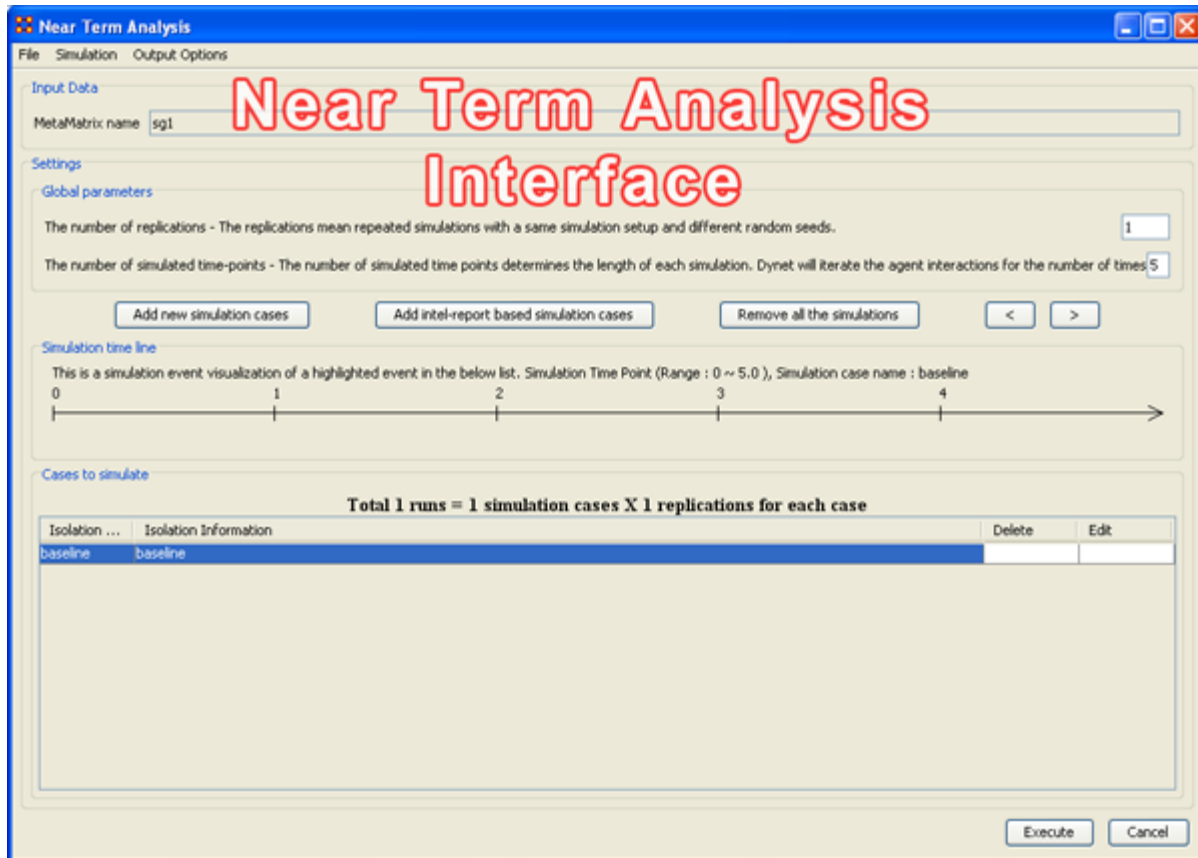 Near Term Analysis
File Simulation Output Options
Input Data
MetaMatrix name sg1
Near Term Analysis
Interface
Settings
Global parameters
The number of replications - The replications mean repeated simulations with a same simulation setup and different random seeds. 1
The number of simulated time-points - The number of simulated time points determines the length of each simulation. Dynet will iterate the agent interactions for the number of times 5
Add new simulation cases Add intel-report based simulation cases Remove all the simulations < >
Simulation time line
This is a simulation event visualization of a highlighted event in the below list. Simulation Time Point (Range : 0 ~ 5.0 ), Simulation case name : baseline
0 1 2 3 4
Cases to simulate
Total 1 runs = 1 simulation cases X 1 replications for each case
Isolation ... Isolation Information Delete Edit
baseline baseline
Execute Cancel